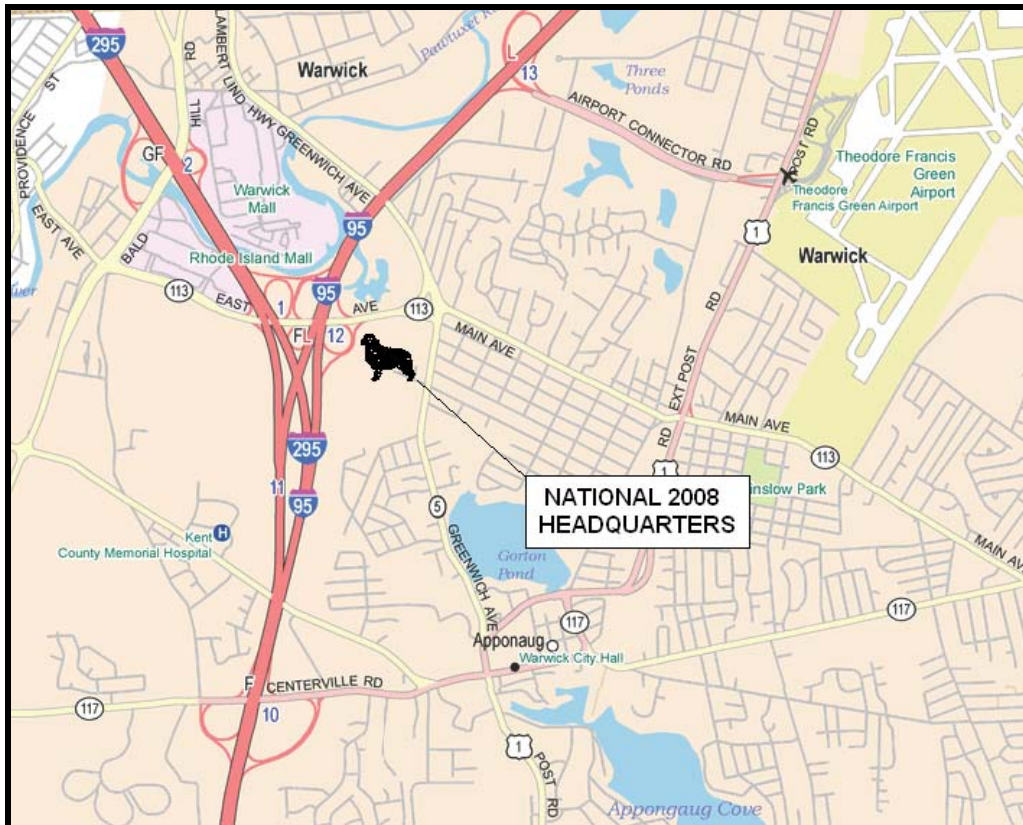 295
RD
LAMBERT LIND HWY
Warwick
Pawtuxet
L
13
Three
Ponds
AIRPORT CONNECTOR RD
POST RD
PROVIDENCE ST
HILL
GREENWICH AVE
GF
2
Theodore Francis
Green
Airport
Theodore
Francis Green Airport
Warwick
Mall
95
1
Warwick
EAST AVE
BALD
Rhode Island Mall
113
EAST
1
95
AVE
113
FL
12
MAIN AVE
RD
EXT POST
RD
MAIN AVE
113
295
11
95
5
1
NATIONAL 2008
HEADQUARTERS
inslow Park
Kent
H
County Memorial Hospital
GREENWICH AVE
Gorton
Pond
MAIN AVE
117
117
Apponaug
Warwick City Hall
F
CENTERVILLE RD
117
10
1
POST RD
Appongaug Cove